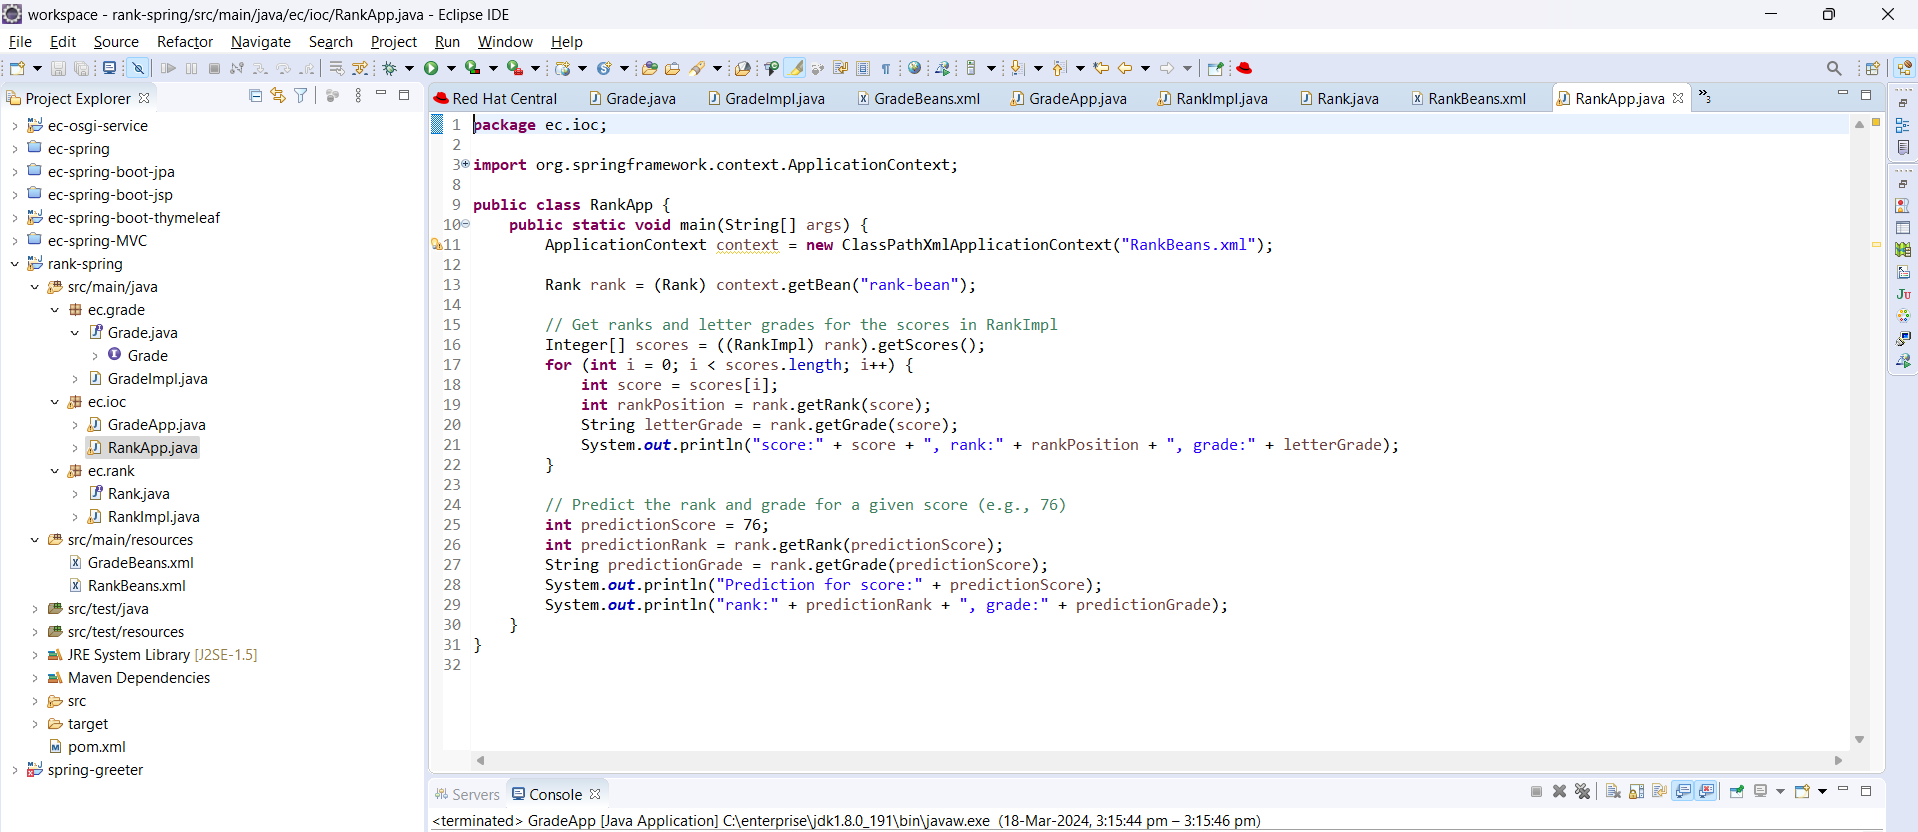 workspace - rank-spring/src/main/java/ec/ioc/RankApp.java - Eclipse IDE
File Edit Source Refactor Navigate Search Project Run Window Help
Project Explorer
ec-osgi-service
ec-spring
ec-spring-boot-jpa
ec-spring-boot-jsp
ec-spring-boot-thymeleaf
ec-spring-MVC
rank-spring
src/main/java
ec.grade
Grade.java
Grade
GradeImpl.java
ec.ioc
GradeApp.java
RankApp.java
ec.rank
Rank.java
RankImpl.java
src/main/resources
GradeBeans.xml
RankBeans.xml
src/test/java
src/test/resources
JRE System Library [J2SE-1.5]
Maven Dependencies
src
target
pom.xml
spring-greeter
Red Hat Central Grade.java GradeImpl.java GradeBeans.xml GradeApp.java RankImpl.java Rank.java RankBeans.xml RankApp.java »3
1 package ec.ioc;
2
3 import org.springframework.context.ApplicationContext;
8
9 public class RankApp {
10 public static void main(String[] args) {
11 ApplicationContext context = new ClassPathXmlApplicationContext("RankBeans.xml");
12
13 Rank rank = (Rank) context.getBean("rank-bean");
14
15 // Get ranks and letter grades for the scores in RankImpl
16 Integer[] scores = ((RankImpl) rank).getScores();
17 for (int i = 0; i < scores.length; i++) {
18 int score = scores[i];
19 int rankPosition = rank.getRank(score);
20 String letterGrade = rank.getGrade(score);
21 System.out.println("score:" + score + ", rank:" + rankPosition + ", grade:" + letterGrade);
22 }
23
24 // Predict the rank and grade for a given score (e.g., 76)
25 int predictionScore = 76;
26 int predictionRank = rank.getRank(predictionScore);
27 String predictionGrade = rank.getGrade(predictionScore);
28 System.out.println("Prediction for score:" + predictionScore);
29 System.out.println("rank:" + predictionRank + ", grade:" + predictionGrade);
30 }
31 }
32
Servers Console
<terminated> GradeApp [Java Application] C:\enterprise\jdk1.8.0_191\bin\javaw.exe (18-Mar-2024, 3:15:44 pm – 3:15:46 pm)